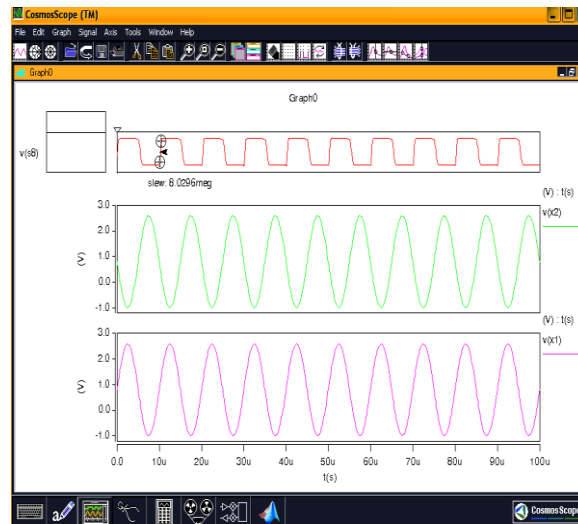 CosmosScope (TM)
File Edit Graph Signal Axis Tools Window Help
Graph0
Graph0
v(s6)
slew: 8.0296meg
(V) : t(s)
v(x2)
3.0
2.0
(V)
1.0
0.0
-1.0
(V) : t(s)
v(x1)
3.0
2.0
(V)
1.0
0.0
-1.0
0.0 10u 20u 30u 40u 50u 60u 70u 80u 90u 100u
t(s)
CosmosScope